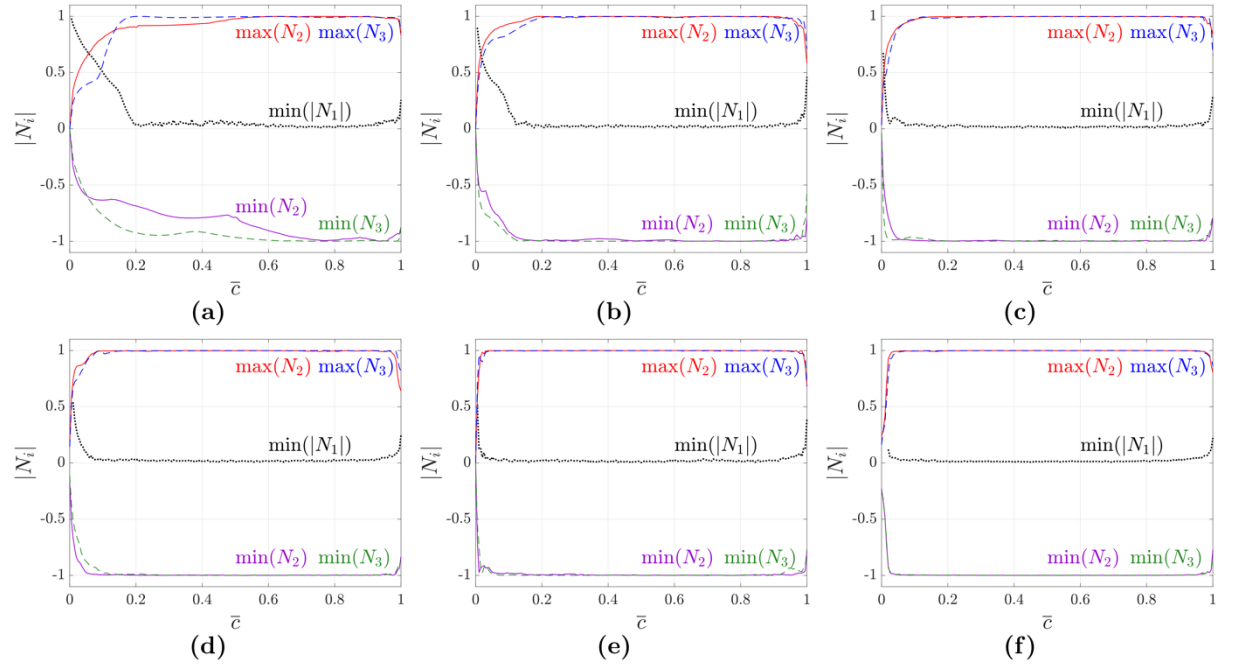 1
max(N₂) max(N₃)
0.5
min(|N₁|)
|Nᵢ|
0
-0.5
min(N₂)
min(N₃)
-1
0 0.2 0.4 0.6 0.8 1
c̅
(a)
1
max(N₂) max(N₃)
0.5
min(|N₁|)
|Nᵢ|
0
-0.5
min(N₂) min(N₃)
-1
0 0.2 0.4 0.6 0.8 1
c̅
(b)
1
max(N₂) max(N₃)
0.5
min(|N₁|)
|Nᵢ|
0
-0.5
min(N₂) min(N₃)
-1
0 0.2 0.4 0.6 0.8 1
c̅
(c)
1
max(N₂) max(N₃)
0.5
min(|N₁|)
|Nᵢ|
0
-0.5
min(N₂) min(N₃)
-1
0 0.2 0.4 0.6 0.8 1
c̅
(d)
1
max(N₂) max(N₃)
0.5
min(|N₁|)
|Nᵢ|
0
-0.5
min(N₂) min(N₃)
-1
0 0.2 0.4 0.6 0.8 1
c̅
(e)
1
max(N₂) max(N₃)
0.5
min(|N₁|)
|Nᵢ|
0
-0.5
min(N₂) min(N₃)
-1
0 0.2 0.4 0.6 0.8 1
c̅
(f)